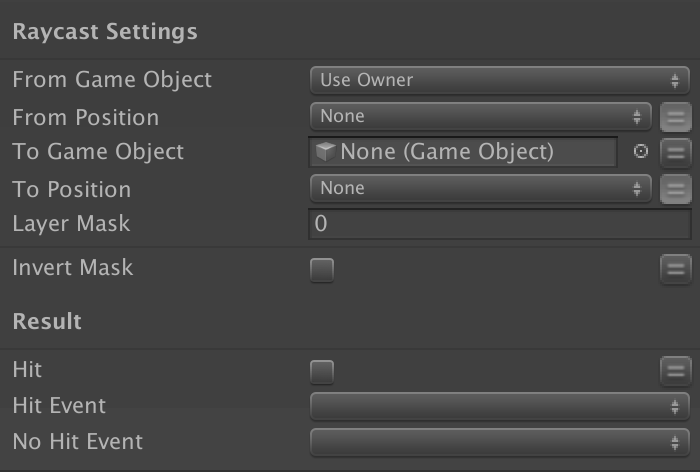 Raycast Settings
From Game Object Use Owner
From Position None
To Game Object None (Game Object)
To Position None
Layer Mask 0
Invert Mask
Result
Hit
Hit Event
No Hit Event